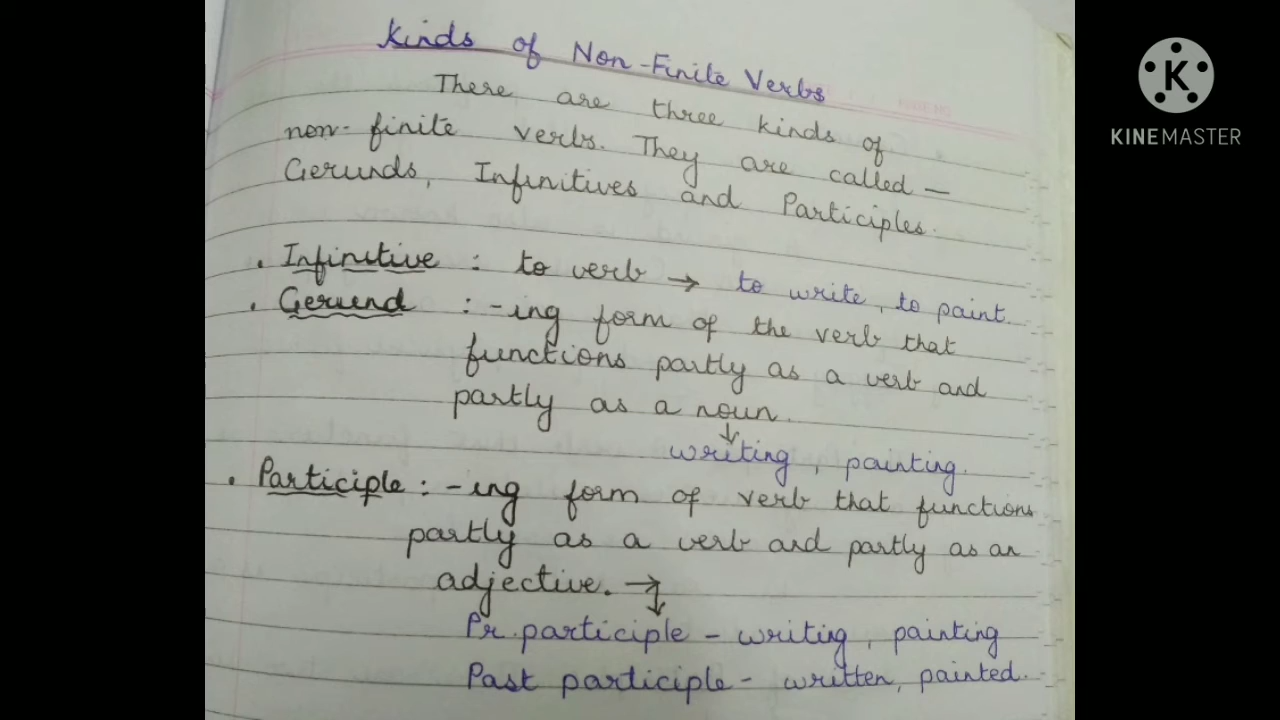 Kinds of Non-Finite Verbs
There are three kinds of
non-finite verbs. They are called —
Gerunds, Infinitives and Participles.
. Infinitive : to verb → to write, to paint.
. Gerund : -ing form of the verb that
functions partly as a verb and
partly as a noun.
↓
writing, painting.
. Participle : -ing form of verb that functions
partly as a verb and partly as an
adjective. →
↓
Pr. participle - writing, painting
Past participle - written, painted.
K
KINEMASTER